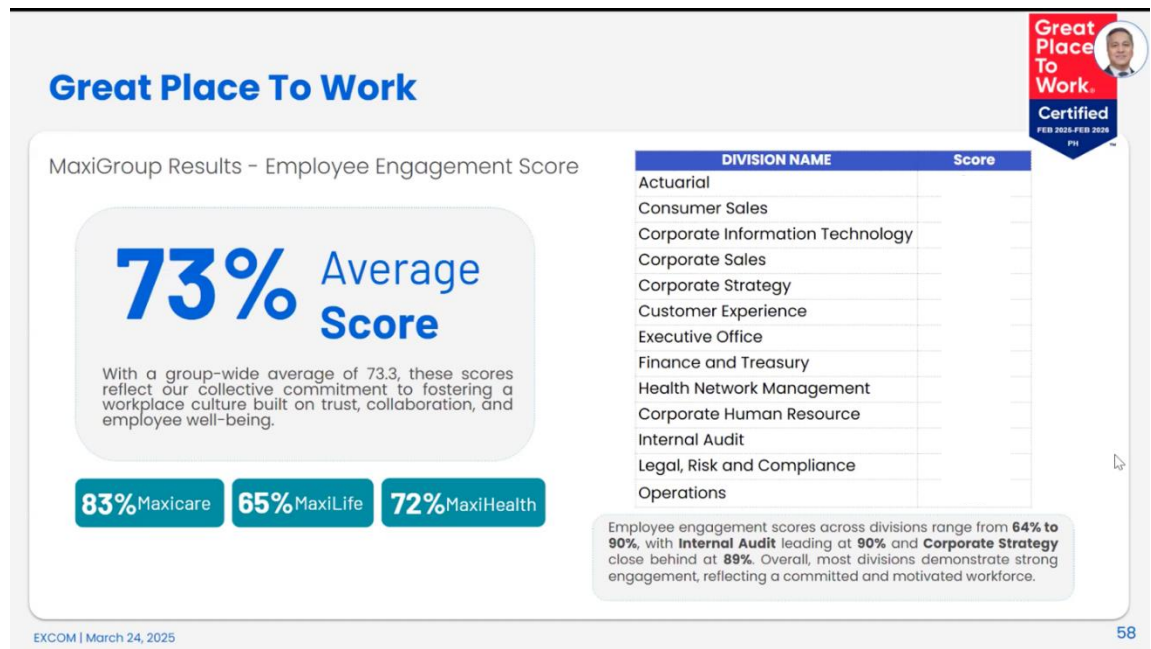 Great
Place
To
Work.
Certified
FEB 2025-FEB 2026
PH
TM
Great Place To Work
MaxiGroup Results - Employee Engagement Score
73% Average
Score
With a group-wide average of 73.3, these scores
reflect our collective commitment to fostering a
workplace culture built on trust, collaboration, and
employee well-being.
83% Maxicare
65% MaxiLife
72% MaxiHealth
DIVISION NAME Score
Actuarial
Consumer Sales
Corporate Information Technology
Corporate Sales
Corporate Strategy
Customer Experience
Executive Office
Finance and Treasury
Health Network Management
Corporate Human Resource
Internal Audit
Legal, Risk and Compliance
Operations
Employee engagement scores across divisions range from 64% to
90%, with Internal Audit leading at 90% and Corporate Strategy
close behind at 89%. Overall, most divisions demonstrate strong
engagement, reflecting a committed and motivated workforce.
EXCOM | March 24, 2025
58